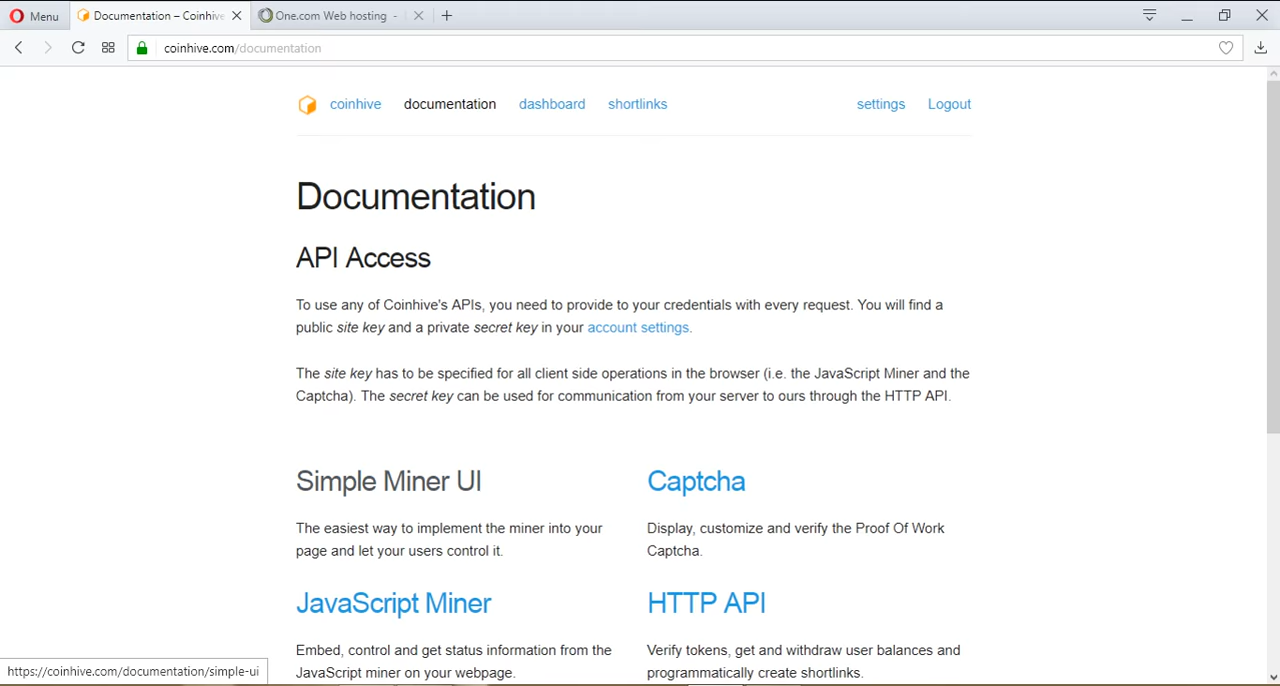 Menu
Documentation – Coinhive
One.com Web hosting -
coinhive.com/documentation
coinhive documentation dashboard shortlinks settings Logout
Documentation
API Access
To use any of Coinhive's APIs, you need to provide to your credentials with every request. You will find a
public site key and a private secret key in your account settings.
The site key has to be specified for all client side operations in the browser (i.e. the JavaScript Miner and the
Captcha). The secret key can be used for communication from your server to ours through the HTTP API.
Simple Miner UI
The easiest way to implement the miner into your
page and let your users control it.
Captcha
Display, customize and verify the Proof Of Work
Captcha.
JavaScript Miner
Embed, control and get status information from the
JavaScript miner on your webpage.
HTTP API
Verify tokens, get and withdraw user balances and
programmatically create shortlinks.
https://coinhive.com/documentation/simple-ui